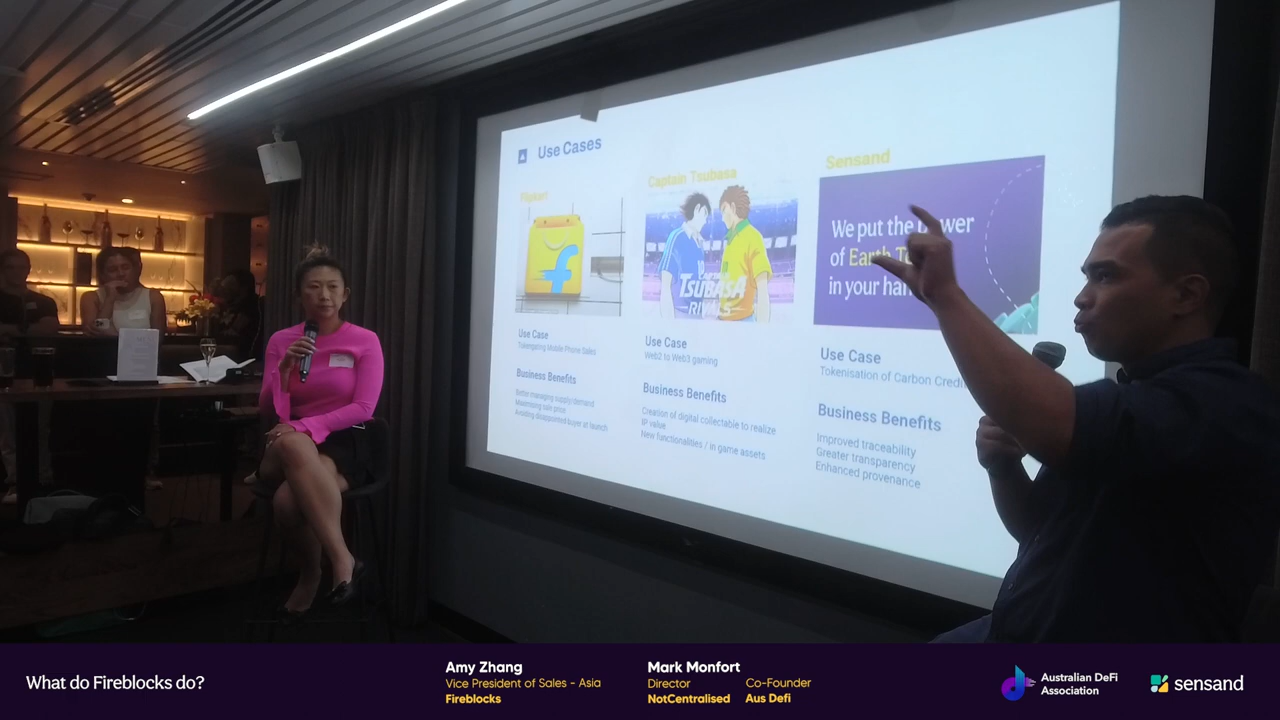 Use Cases
Flipkart
Use Case
Tokengating Mobile Phone Sales
Business Benefits
Better managing supply/demand
Maximising sale price
Avoiding disappointed buyer at launch
Captain Tsubasa
TSUBASA
RIVALS
Use Case
Web2 to Web3 gaming
Business Benefits
Creation of digital collectable to realize
IP value
New functionalities / in game assets
Sensand
We put the power
of Earth
in your
Use Case
Tokenisation of Carbon
Business Benefits
Improved traceability
Greater transparency
Enhanced provenance
What do Fireblocks do?
Amy Zhang
Vice President of Sales - Asia
Fireblocks
Mark Monfort
Director
NotCentralised
Co-Founder
Aus Defi
Australian DeFi
Association
sensand